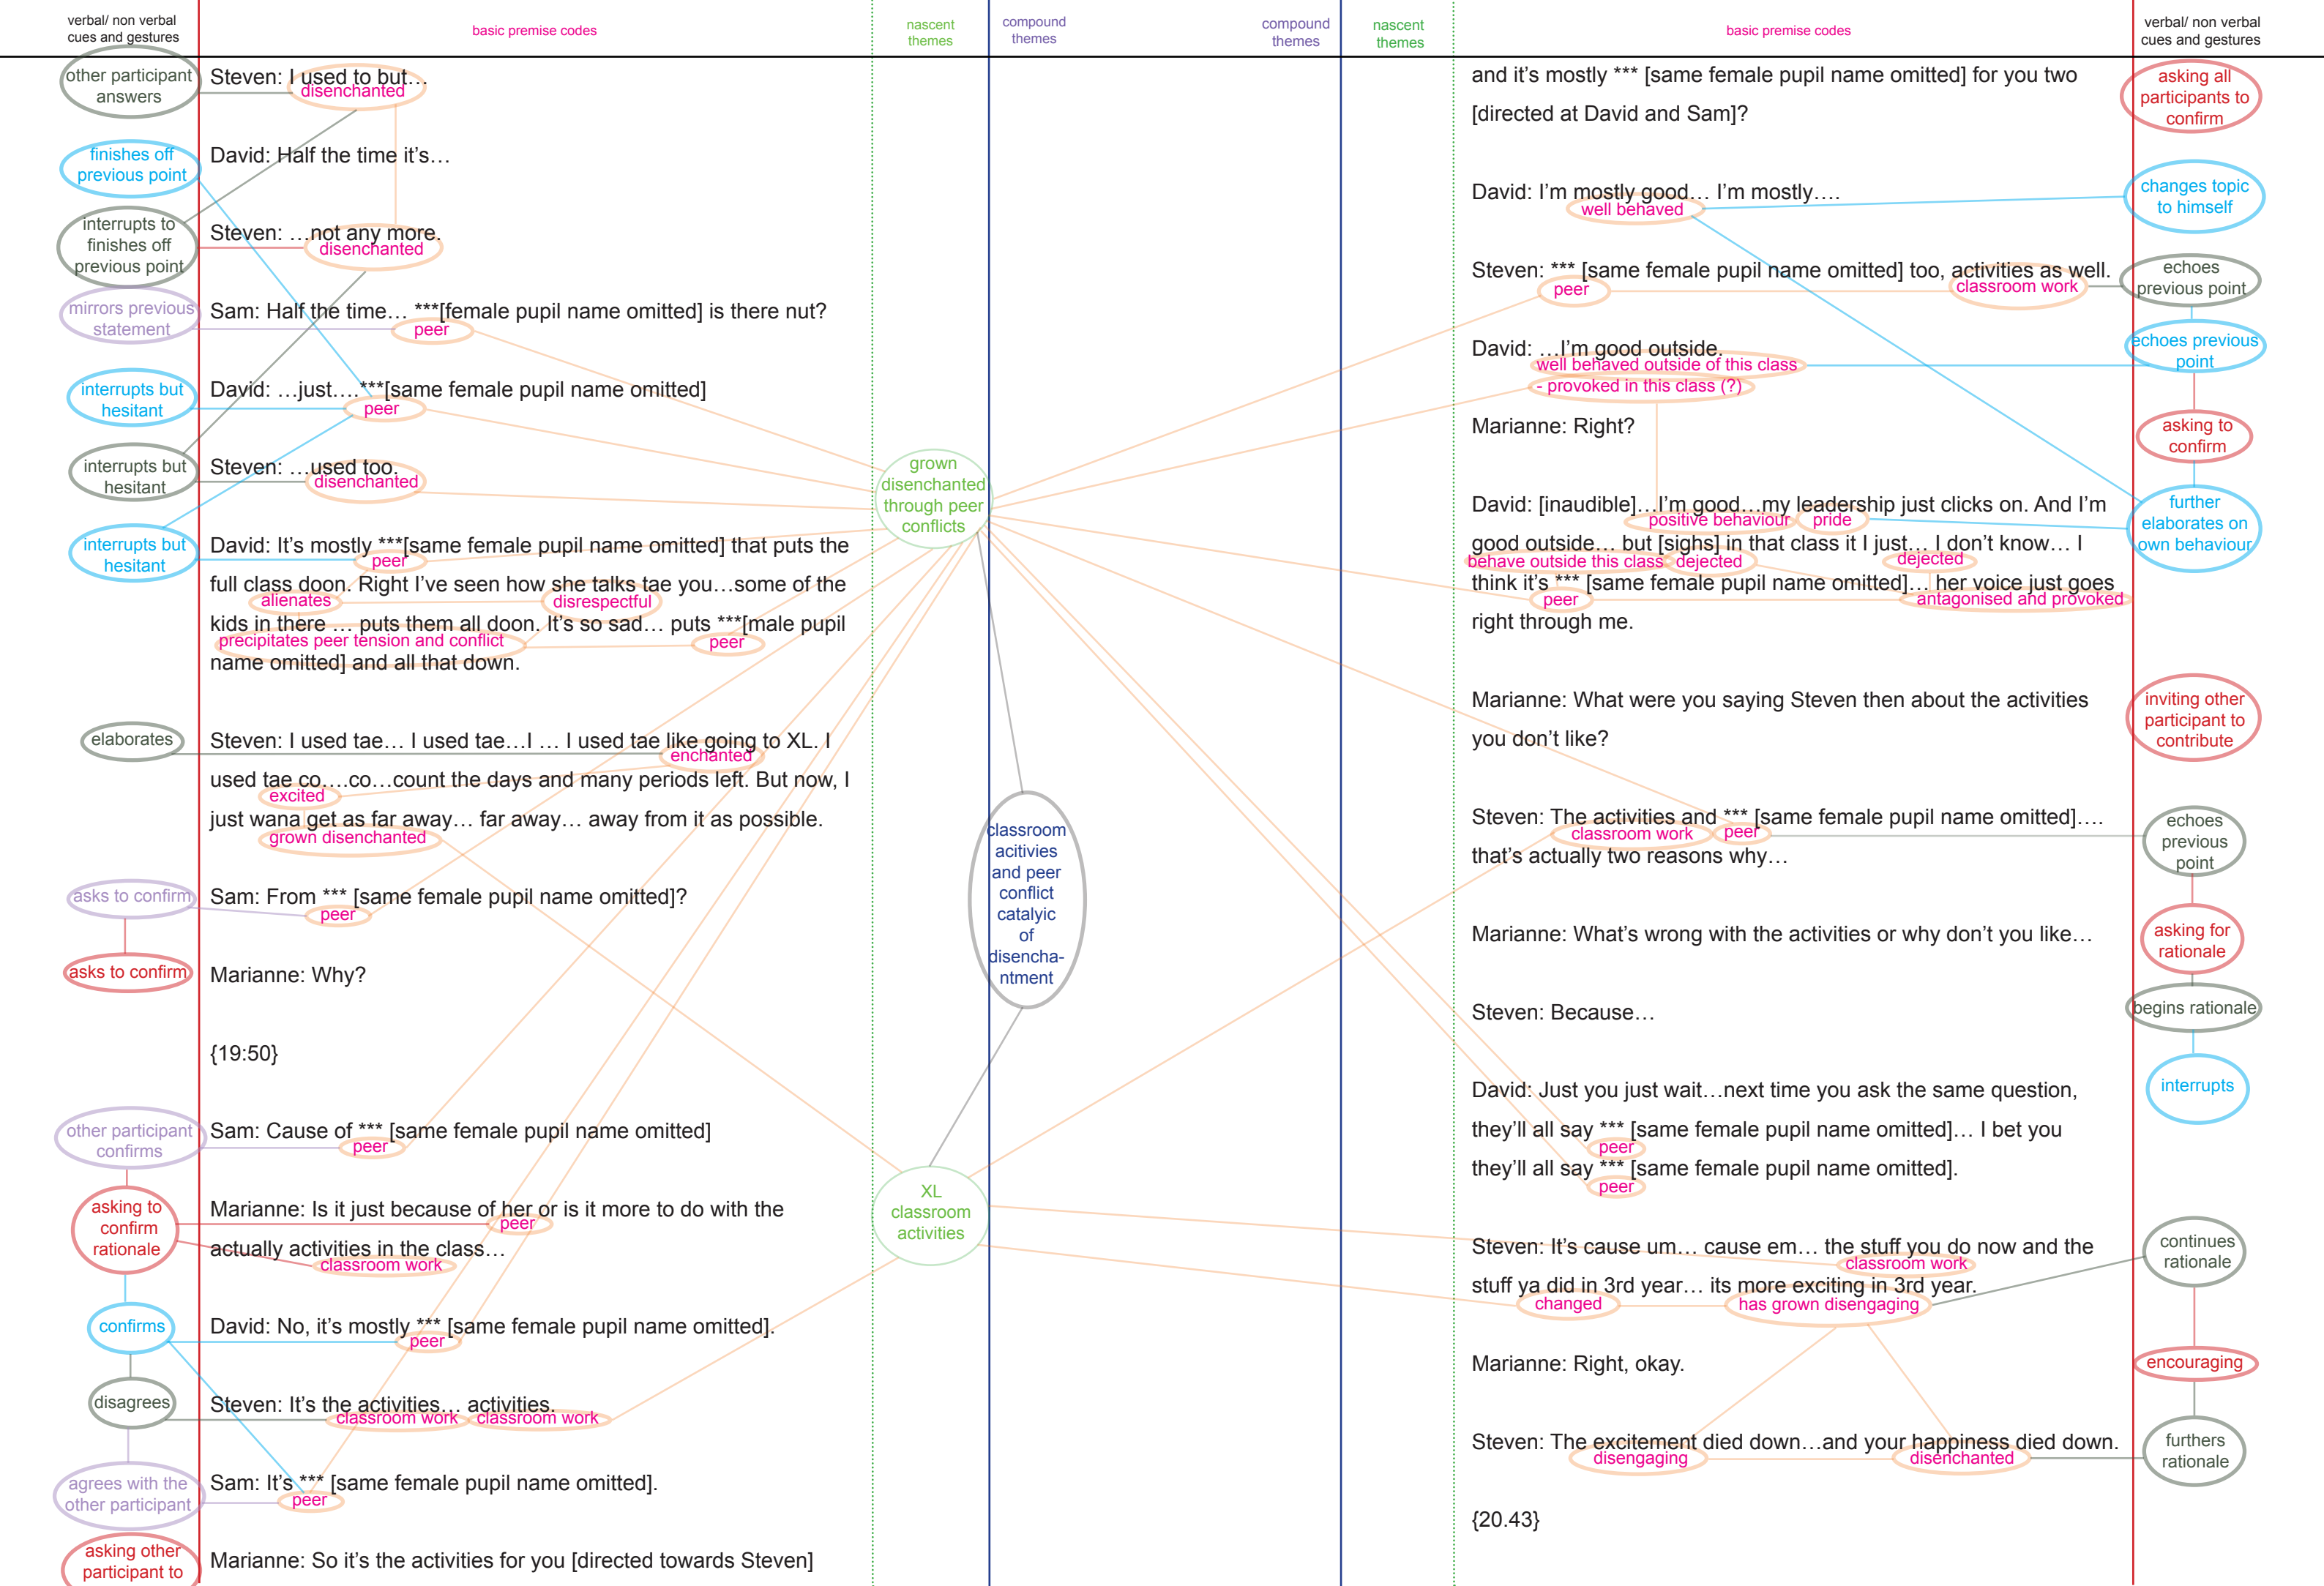 verbal/ non verbal
cues and gestures
basic premise codes
nascent
themes
compound
themes
compound
themes
nascent
themes
basic premise codes
verbal/ non verbal
cues and gestures
other participant
answers
Steven: I used to but…
disenchanted
finishes off
previous point
David: Half the time it’s…
interrupts to
finishes off
previous point
Steven: …not any more.
disenchanted
mirrors previous
statement
Sam: Half the time… ***[female pupil name omitted] is there nut?
peer
interrupts but
hesitant
David: …just….***[same female pupil name omitted]
peer
interrupts but
hesitant
Steven: …used too.
disenchanted
interrupts but
hesitant
David: It’s mostly ***[same female pupil name omitted] that puts the
peer
full class doon. Right I’ve seen how she talks tae you…some of the
alienates
disrespectful
kids in there … puts them all doon. It’s so sad… puts ***[male pupil
precipitates peer tension and conflict
peer
name omitted] and all that down.
elaborates
Steven: I used tae… I used tae…I … I used tae like going to XL. I
enchanted
used tae co….co…count the days and many periods left. But now, I
excited
just wana get as far away… far away… away from it as possible.
grown disenchanted
asks to confirm
Sam: From *** [same female pupil name omitted]?
peer
asks to confirm
Marianne: Why?
{19:50}
other participant
confirms
Sam: Cause of *** [same female pupil name omitted]
peer
asking to
confirm
rationale
Marianne: Is it just because of her or is it more to do with the
peer
actually activities in the class…
classroom work
confirms
David: No, it’s mostly *** [same female pupil name omitted].
peer
disagrees
Steven: It’s the activities… activities.
classroom work
classroom work
agrees with the
other participant
Sam: It’s *** [same female pupil name omitted].
peer
asking other
participant to
Marianne: So it’s the activities for you [directed towards Steven]
grown
disenchanted
through peer
conflicts
XL
classroom
activities
classroom
acitivies
and peer
conflict
catalyic
of
disencha-
ntment
and it’s mostly *** [same female pupil name omitted] for you two
[directed at David and Sam]?
asking all
participants to
confirm
David: I’m mostly good… I’m mostly….
well behaved
changes topic
to himself
Steven: *** [same female pupil name omitted] too, activities as well.
peer
classroom work
echoes
previous point
David: …I’m good outside.
well behaved outside of this class
- provoked in this class (?)
echoes previous
point
Marianne: Right?
asking to
confirm
David: [inaudible]…I’m good…my leadership just clicks on. And I’m
positive behaviour
pride
further
elaborates on
own behaviour
good outside… but [sighs] in that class it I just… I don’t know… I
behave outside this class
dejected
dejected
think it’s *** [same female pupil name omitted]… her voice just goes
peer
antagonised and provoked
right through me.
Marianne: What were you saying Steven then about the activities
you don’t like?
inviting other
participant to
contribute
Steven: The activities and *** [same female pupil name omitted]….
classroom work
peer
that’s actually two reasons why…
echoes
previous
point
Marianne: What’s wrong with the activities or why don’t you like…
asking for
rationale
Steven: Because…
begins rationale
David: Just you just wait…next time you ask the same question,
interrupts
they’ll all say *** [same female pupil name omitted]… I bet you
peer
they’ll all say *** [same female pupil name omitted].
peer
Steven: It’s cause um… cause em… the stuff you do now and the
classroom work
stuff ya did in 3rd year… its more exciting in 3rd year.
changed
has grown disengaging
continues
rationale
Marianne: Right, okay.
encouraging
Steven: The excitement died down…and your happiness died down.
disengaging
disenchanted
furthers
rationale
{20.43}